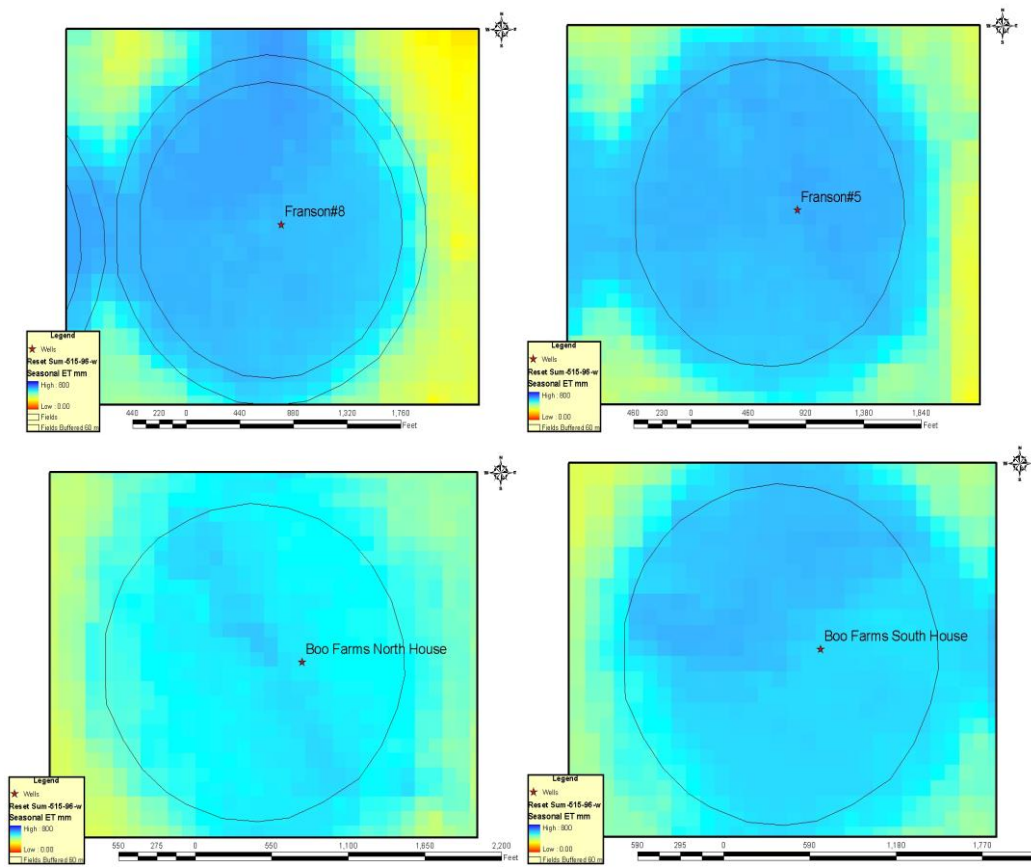 Franson#8
Legend
Wells
Reset Sum-515-96-w
Seasonal ET mm
High : 800
Low : 0.00
Fields
Fields Buffered 60 m
440 220 0 440 880 1,320 1,760
Feet
Franson#5
Legend
Wells
Reset Sum-515-96-w
Seasonal ET mm
High : 800
Low : 0.00
Fields
Fields Buffered 60 m
460 230 0 460 920 1,380 1,840
Feet
Boo Farms North House
Legend
Wells
Reset Sum-515-96-w
Seasonal ET mm
High : 800
Low : 0.00
Fields
Fields Buffered 60 m
550 275 0 550 1,100 1,650 2,200
Feet
Boo Farms South House
Legend
Wells
Reset Sum-515-96-w
Seasonal ET mm
High : 800
Low : 0.00
Fields
Fields Buffered 60 m
590 295 0 590 1,180 1,770
Feet